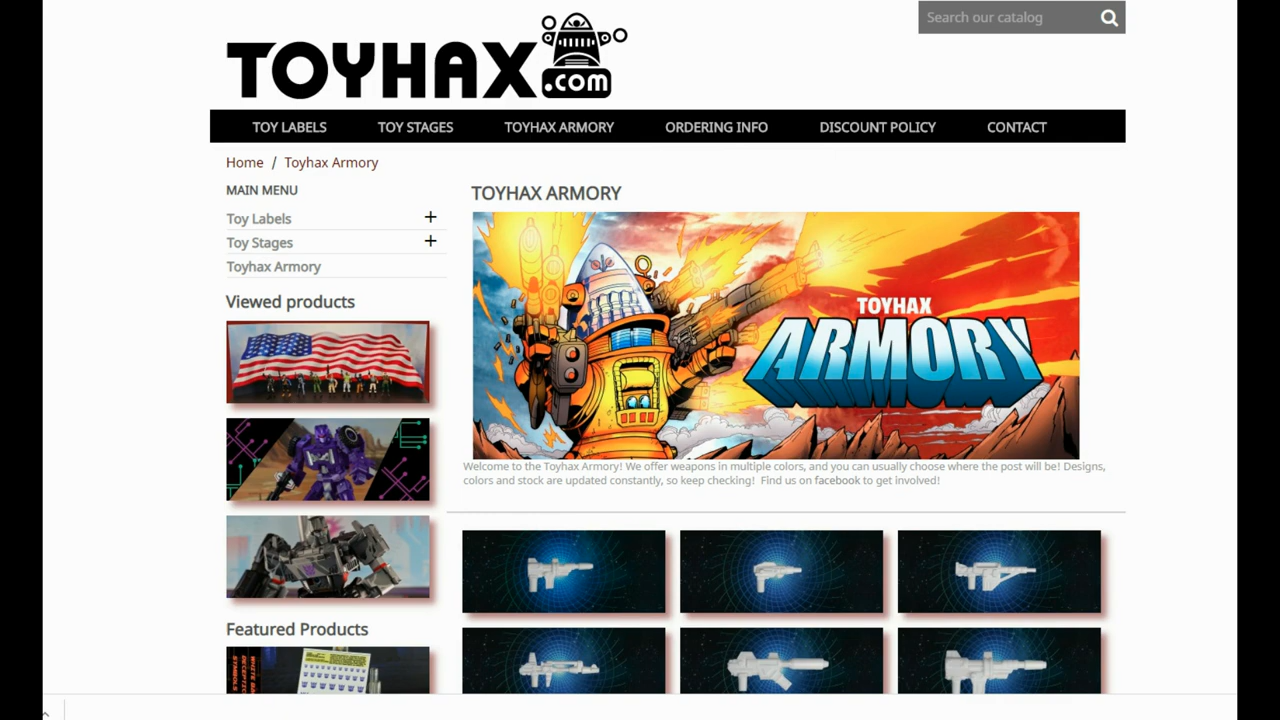 Search our catalog
TOYHAX.com
TOY LABELS TOY STAGES TOYHAX ARMORY ORDERING INFO DISCOUNT POLICY CONTACT
Home / Toyhax Armory
MAIN MENU
Toy Labels +
Toy Stages +
Toyhax Armory
Viewed products
Featured Products
TOYHAX ARMORY
TOYHAX
ARMORY
Welcome to the Toyhax Armory! We offer weapons in multiple colors, and you can usually choose where the post will be! Designs,
colors and stock are updated constantly, so keep checking! Find us on facebook to get involved!